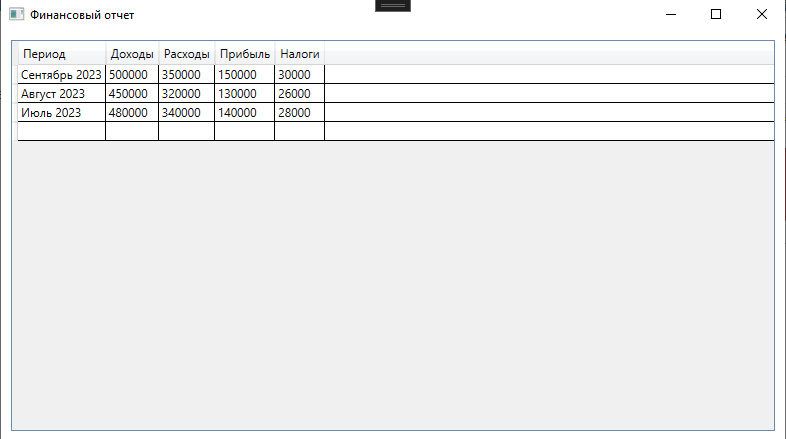 Финансовый отчет
Период Доходы Расходы Прибыль Налоги
Сентябрь 2023 500000 350000 150000 30000
Август 2023 450000 320000 130000 26000
Июль 2023 480000 340000 140000 28000